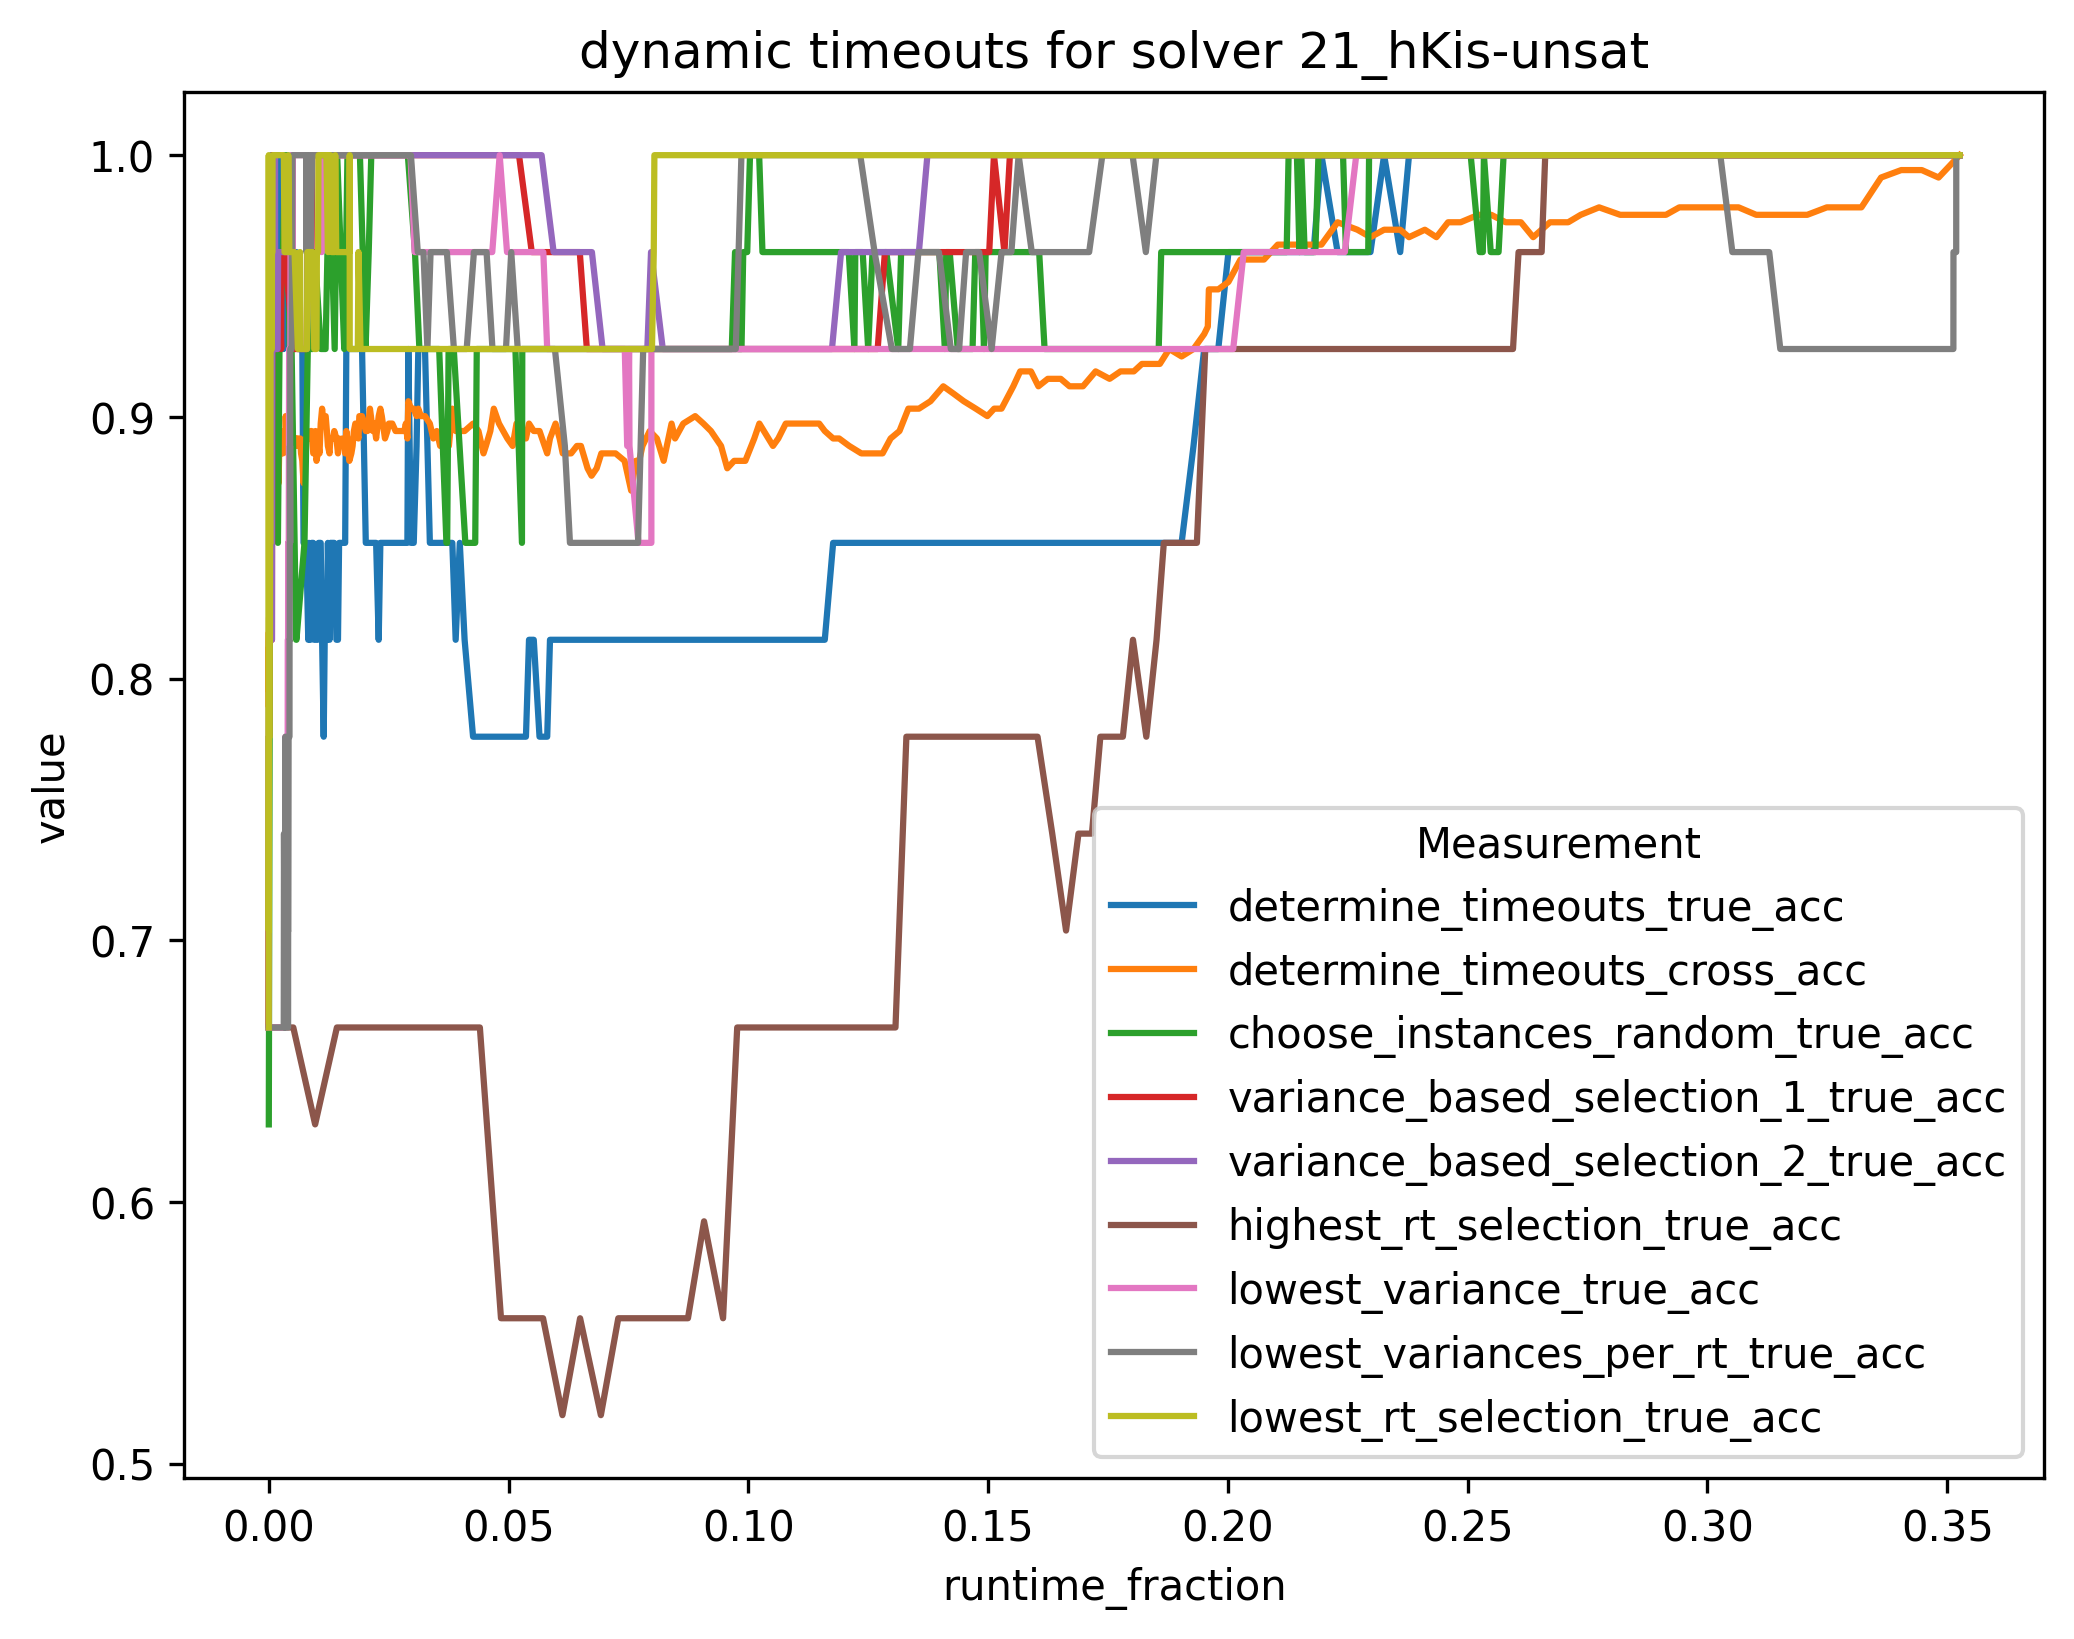 dynamic timeouts for solver 21_hKis-unsat
1.0
0.9
0.8
0.7
0.6
0.5
value
Measurement
determine_timeouts_true_acc
determine_timeouts_cross_acc
choose_instances_random_true_acc
variance_based_selection_1_true_acc
variance_based_selection_2_true_acc
highest_rt_selection_true_acc
lowest_variance_true_acc
lowest_variances_per_rt_true_acc
lowest_rt_selection_true_acc
0.00 0.05 0.10 0.15 0.20 0.25 0.30 0.35
runtime_fraction